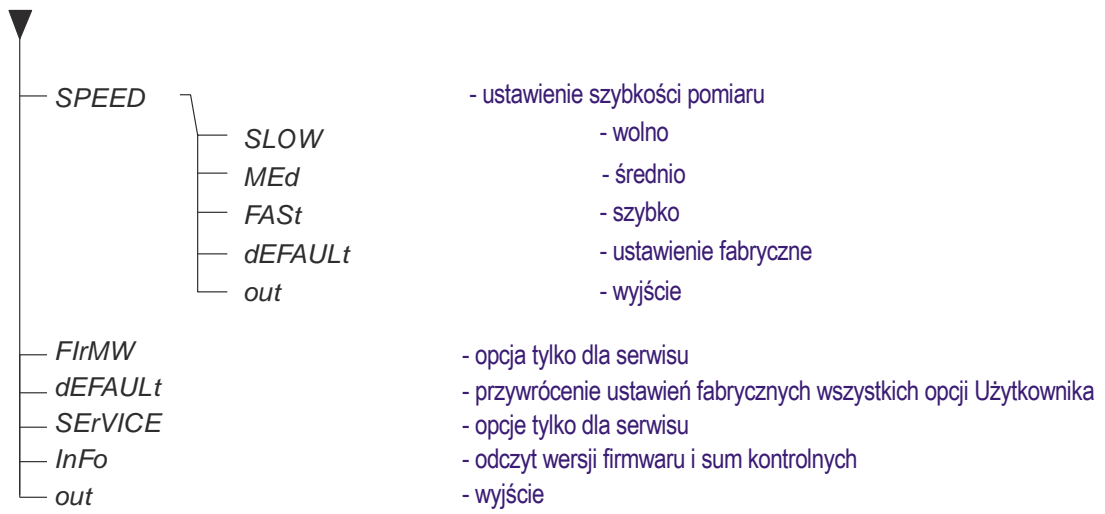 SPEED - ustawienie szybkości pomiaru
SLOW - wolno
MEd - średnio
FASt - szybko
dEFAULt - ustawienie fabryczne
out - wyjście
FIrMW - opcja tylko dla serwisu
dEFAULt - przywrócenie ustawień fabrycznych wszystkich opcji Użytkownika
SErVICE - opcje tylko dla serwisu
InFo - odczyt wersji firmwaru i sum kontrolnych
out - wyjście